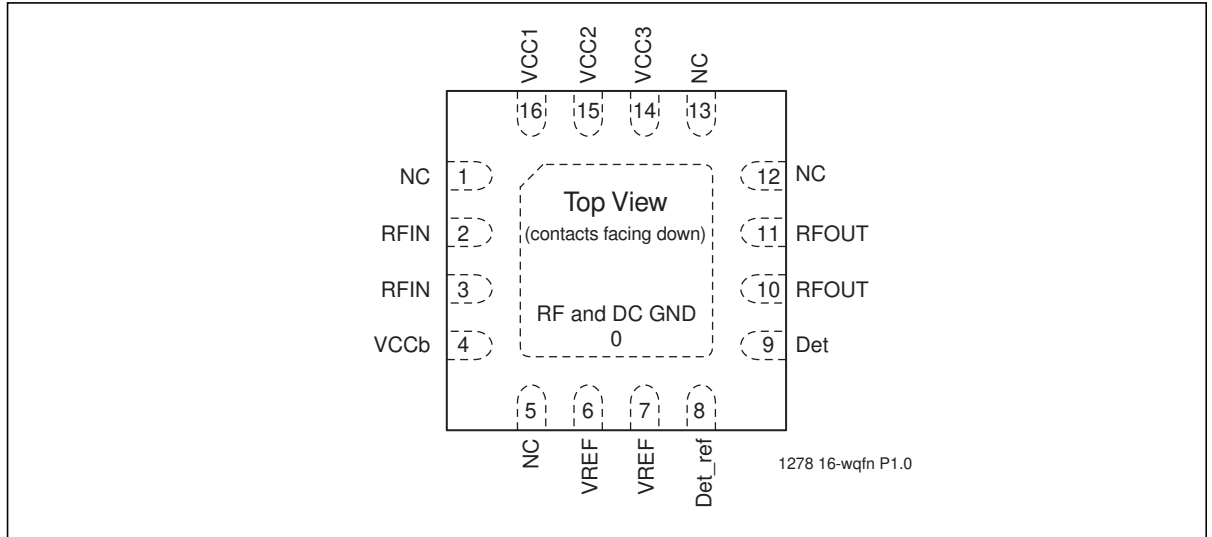 VCC1
VCC2
VCC3
NC
16
15
14
13
NC 1
12 NC
Top View
RFIN 2
(contacts facing down)
11 RFOUT
RFIN 3
10 RFOUT
RF and DC GND
0
VCCb 4
9 Det
5
6
7
8
NC
VREF
VREF
Det_ref
1278 16-wqfn P1.0